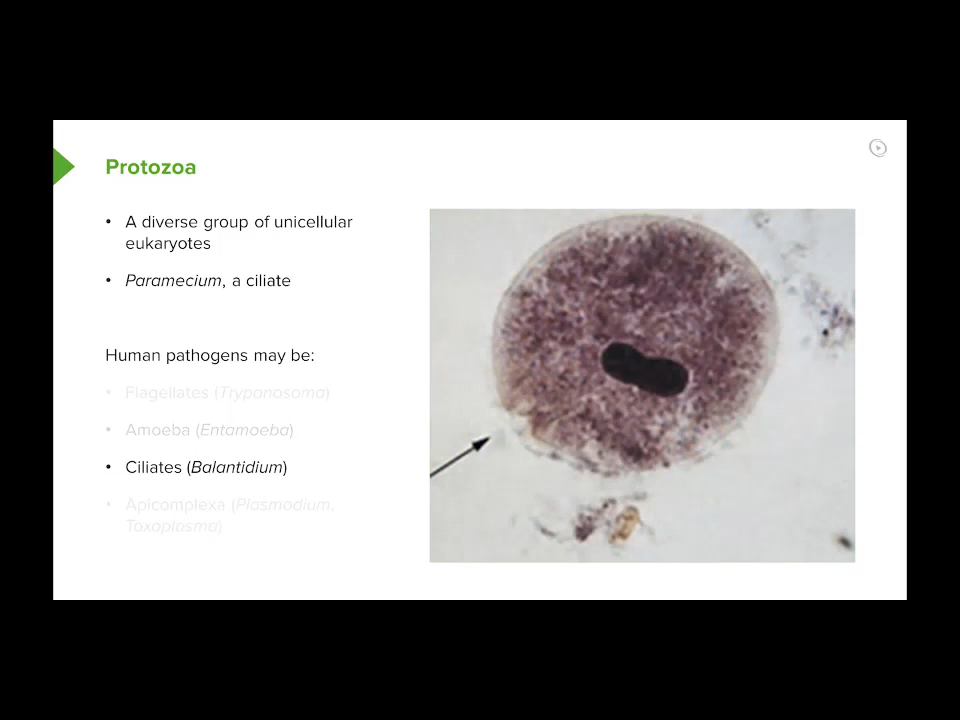 Protozoa
• A diverse group of unicellular
eukaryotes
• Paramecium, a ciliate
Human pathogens may be:
• Flagellates (Trypanosoma)
• Amoeba (Entamoeba)
• Ciliates (Balantidium)
• Apicomplexa (Plasmodium,
Toxoplasma)